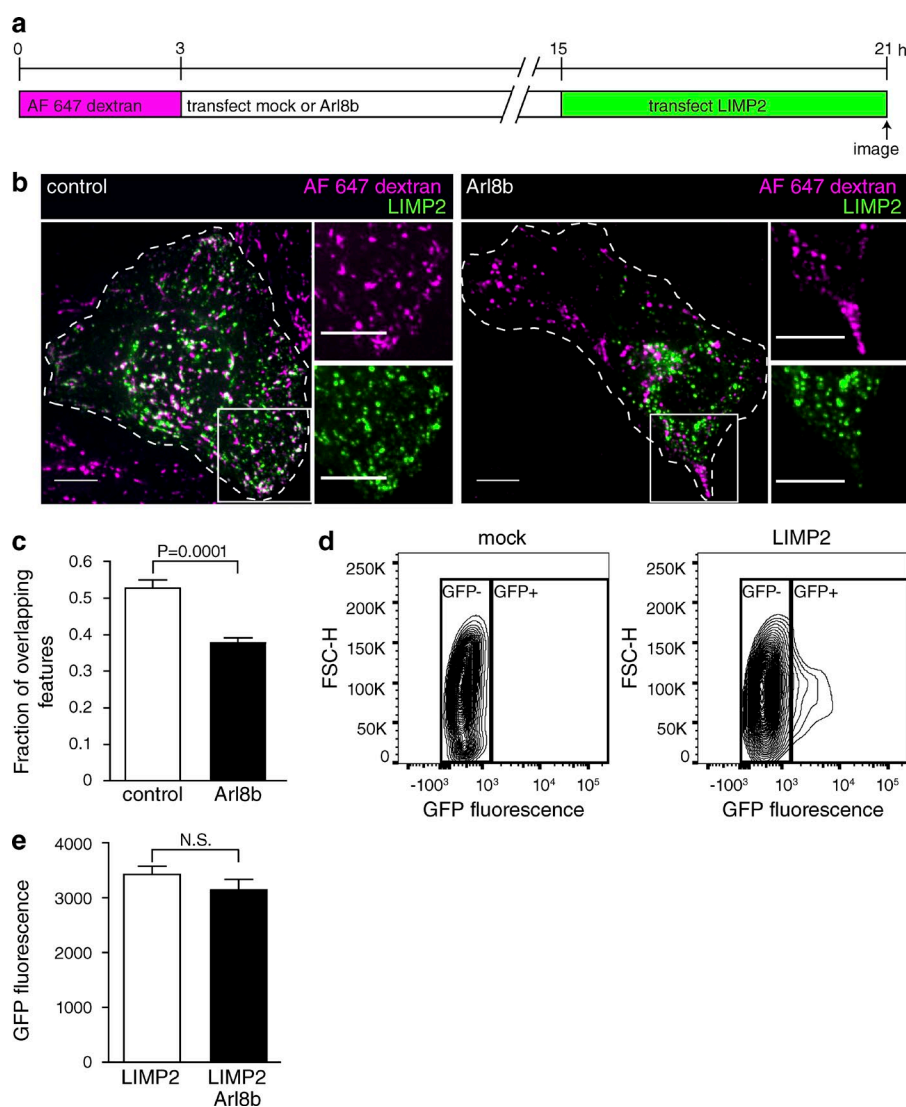 a
0 3 15 21 h
AF 647 dextran transfect mock or Arl8b transfect LIMP2
image
b
control AF 647 dextran
LIMP2
Arl8b AF 647 dextran
LIMP2
c
P=0.0001
0.6
0.5
0.4
0.3
0.2
0.1
0
Fraction of overlapping
features
control Arl8b
d
mock
250K
200K
150K
100K
50K
0
FSC-H
GFP- GFP+
-100³ 10³ 10⁴ 10⁵
GFP fluorescence
LIMP2
250K
200K
150K
100K
50K
0
FSC-H
GFP- GFP+
-100³ 10³ 10⁴ 10⁵
GFP fluorescence
e
N.S.
4000
3000
2000
1000
0
GFP fluorescence
LIMP2 LIMP2
Arl8b